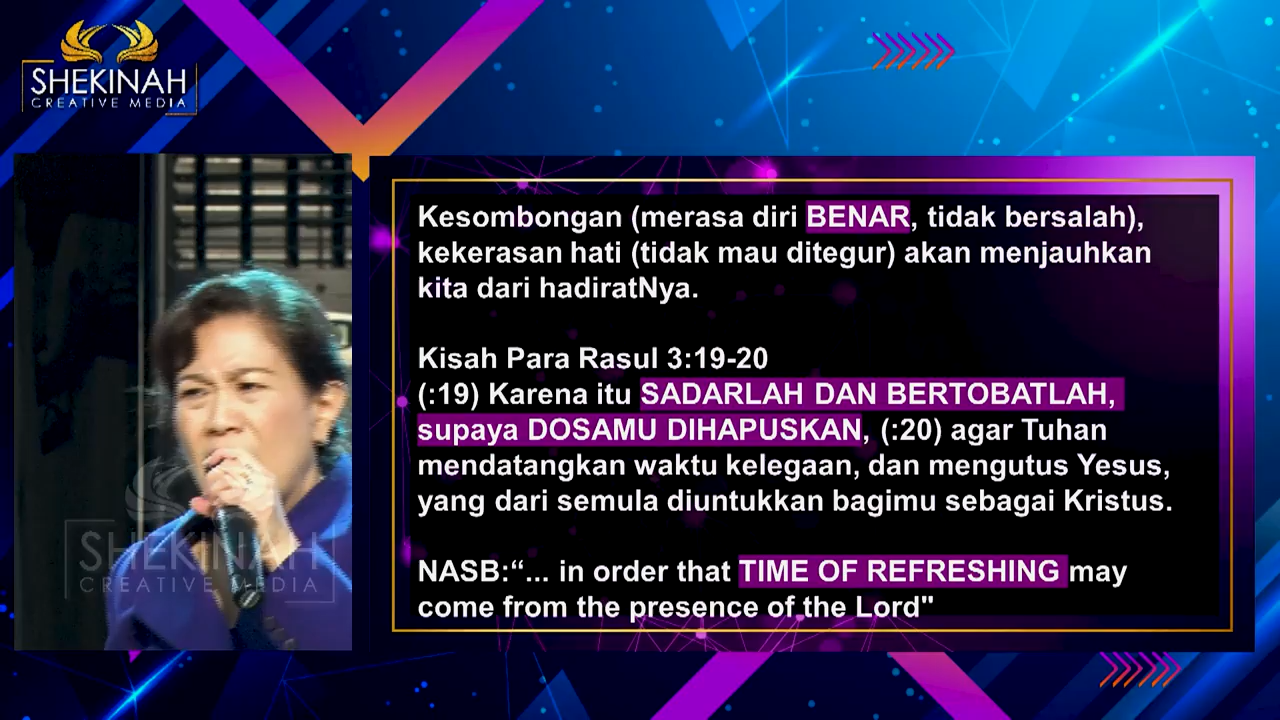 SHEKINAH
CREATIVE MEDIA
Kesombongan (merasa diri BENAR, tidak bersalah),
kekerasan hati (tidak mau ditegur) akan menjauhkan
kita dari hadiratNya.
Kisah Para Rasul 3:19-20
(:19) Karena itu SADARLAH DAN BERTOBATLAH,
supaya DOSAMU DIHAPUSKAN, (:20) agar Tuhan
mendatangkan waktu kelegaan, dan mengutus Yesus,
yang dari semula diuntukkan bagimu sebagai Kristus.
NASB:“... in order that TIME OF REFRESHING may
come from the presence of the Lord"
SHEKINAH
CREATIVE MEDIA